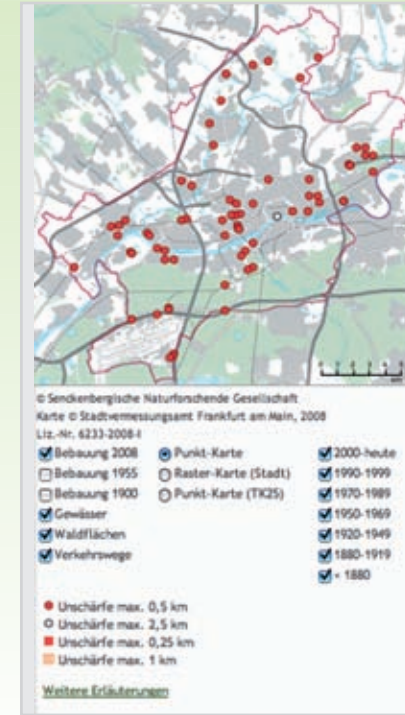 © Senckenbergische Naturforschende Gesellschaft
Karte © Stadtvermessungsamt Frankfurt am Main, 2008
Liz.-Nr. 6233-2008-I
Bebauung 2008 Punkt-Karte 2000-heute
Bebauung 1955 Raster-Karte (Stadt) 1990-1999
Bebauung 1900 Punkt-Karte (TK25) 1970-1989
Gewässer 1950-1969
Waldflächen 1920-1949
Verkehrswege 1880-1919
< 1880
Unschärfe max. 0,5 km
Unschärfe max. 2,5 km
Unschärfe max. 0,25 km
Unschärfe max. 1 km
Weitere Erläuterungen